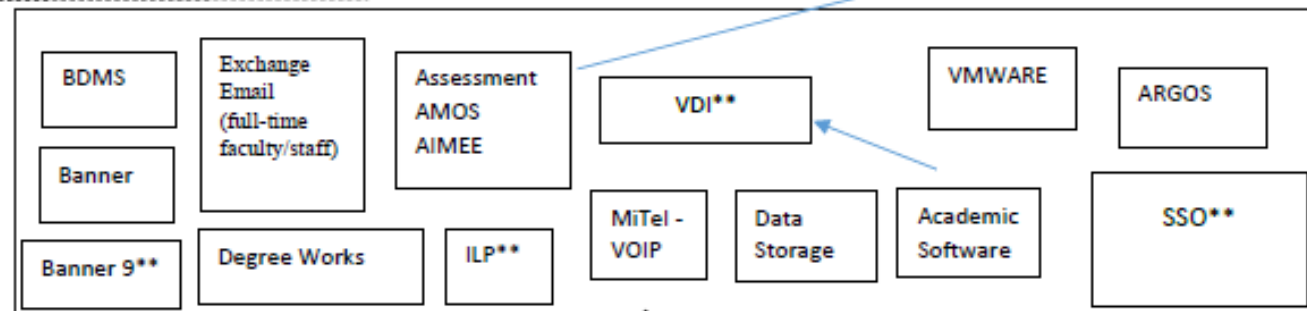 BDMS
Exchange
Email
(full-time
faculty/staff)
Assessment
AMOS
AIMEE
VDI**
VMWARE
ARGOS
Banner
MiTel -
VOIP
Data
Storage
Academic
Software
SSO**
Banner 9**
Degree Works
ILP**